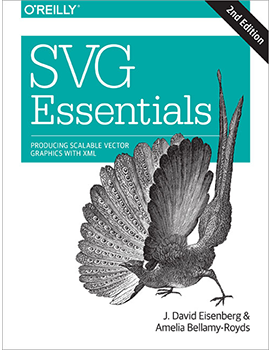 O'REILLY®
2nd Edition
SVG
Essentials
PRODUCING SCALABLE VECTOR
GRAPHICS WITH XML
J. David Eisenberg &
Amelia Bellamy-Royds